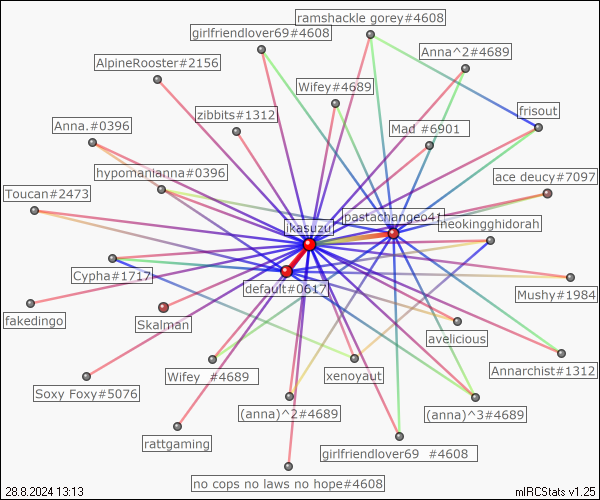 ramshackle gorey#4608
girlfriendlover69#4608
Anna^2#4689
AlpineRooster#2156
Wifey#4689
zibbits#1312
frisout
Anna.#0396
Mad #6901
hypomanianna#0396
ace deucy#7097
Toucan#2473
pastachangeo41
ikasuzu
neokingghidorah
Cypha#1717
default#0617
Mushy#1984
fakedingo
Skalman
avelicious
Annarchist#1312
Wifey #4689
xenoyaut
Soxy Foxy#5076
(anna)^2#4689
(anna)^3#4689
rattgaming
girlfriendlover69 #4608
no cops no laws no hope#4608
28.8.2024 13:13
mIRCStats v1.25